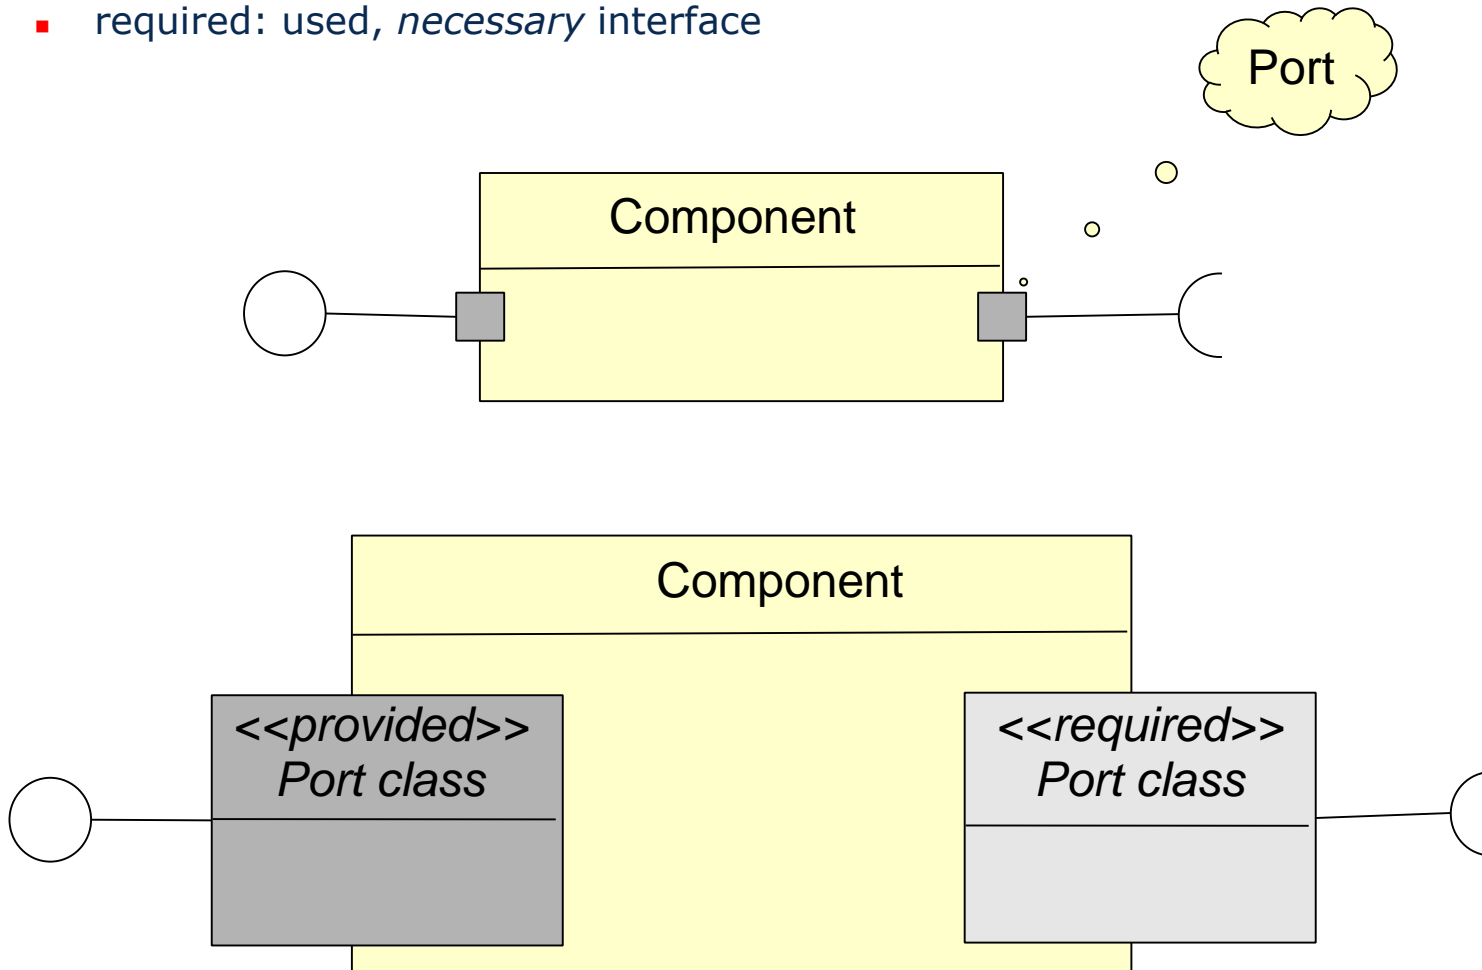 required: used, necessary interface
Port
Component
Component
<<provided>>
Port class
<<required>>
Port class